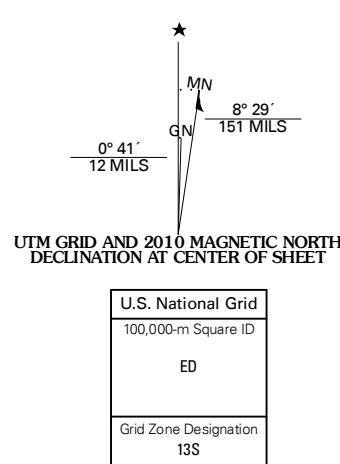 ★
MN
GN
8° 29´
151 MILS
0° 41´
12 MILS
UTM GRID AND 2010 MAGNETIC NORTH
DECLINATION AT CENTER OF SHEET
U.S. National Grid
100,000-m Square ID
ED
Grid Zone Designation
13S